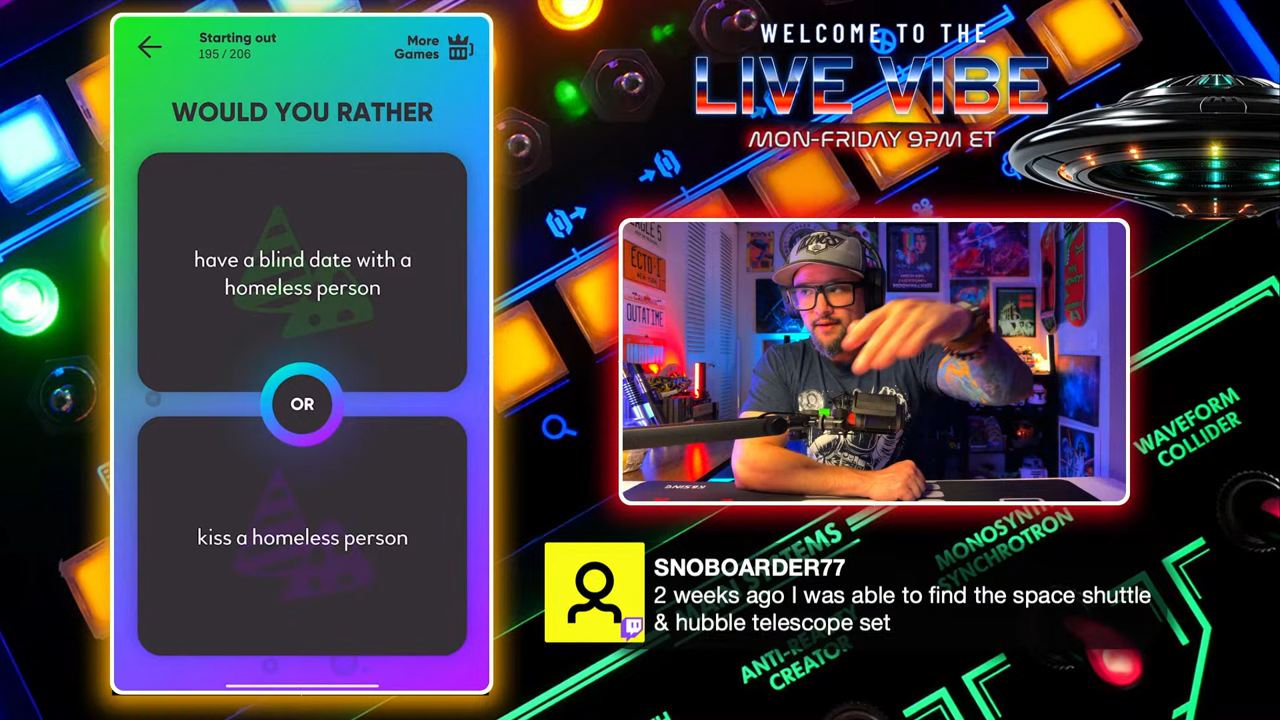 Starting out
195 / 206
More
Games
WOULD YOU RATHER
have a blind date with a
homeless person
OR
kiss a homeless person
WELCOME TO THE
LIVE VIBE
MON-FRIDAY 9PM ET
ECTO-1
OUTATIME
KINGS
WAVEFORM
COLLIDER
MONOSYNTH
SYNCHROTRON
SYSTEMS
SNOBOARDER77
2 weeks ago I was able to find the space shuttle
& hubble telescope set
CREATOR